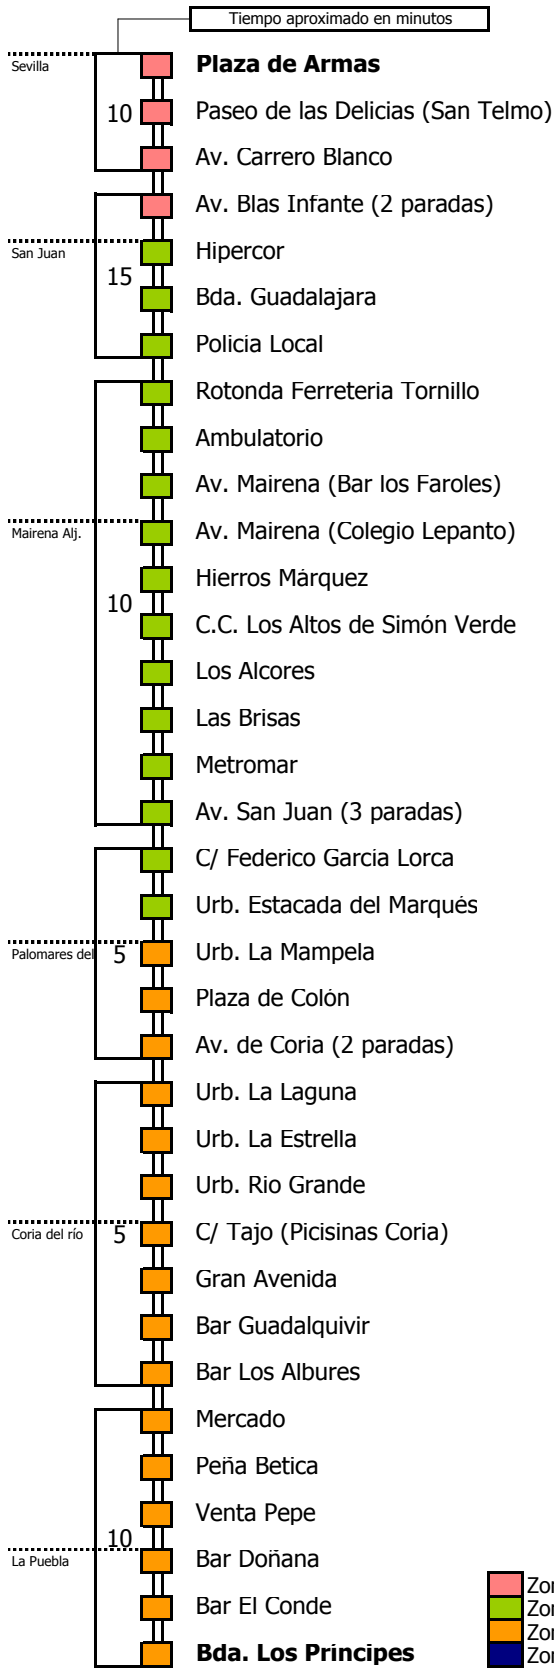 Tiempo aproximado en minutos
Sevilla
Plaza de Armas
10
Paseo de las Delicias (San Telmo)
Av. Carrero Blanco
Av. Blas Infante (2 paradas)
San Juan
Hipercor
15
Bda. Guadalajara
Policia Local
Rotonda Ferreteria Tornillo
Ambulatorio
Av. Mairena (Bar los Faroles)
Mairena Alj.
Av. Mairena (Colegio Lepanto)
Hierros Márquez
10
C.C. Los Altos de Simón Verde
Los Alcores
Las Brisas
Metromar
Av. San Juan (3 paradas)
C/ Federico García Lorca
Urb. Estacada del Marqués
Palomares del
5
Urb. La Mampela
Plaza de Colón
Av. de Coria (2 paradas)
Urb. La Laguna
Urb. La Estrella
Urb. Rio Grande
Coria del río
5
C/ Tajo (Picisinas Coria)
Gran Avenida
Bar Guadalquivir
Bar Los Albures
Mercado
Peña Betica
Venta Pepe
10
La Puebla
Bar Doñana
Bar El Conde
Bda. Los Principes
Zor
Zor
Zor
Zor